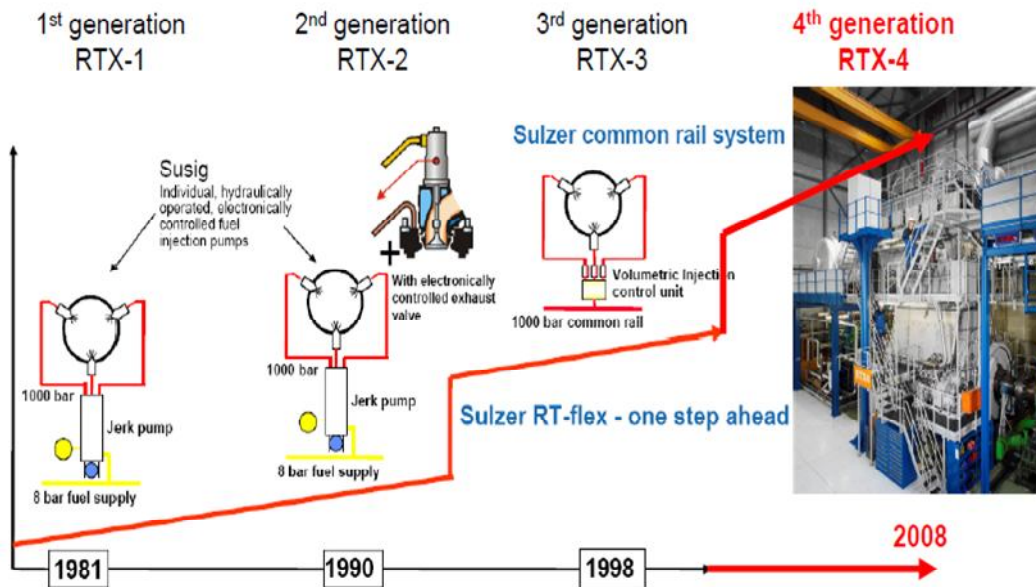 1st generation
RTX-1
2nd generation
RTX-2
3rd generation
RTX-3
4th generation
RTX-4
Sulzer common rail system
Susig
Individual, hydraulically
operated, electronically
controlled fuel
injection pumps
+
With electronically
controlled exhaust
valve
Volumetric Injection
control unit
1000 bar common rail
1000 bar
Jerk pump
8 bar fuel supply
1000 bar
Jerk pump
8 bar fuel supply
Sulzer RT-flex - one step ahead
2008
1981
1990
1998